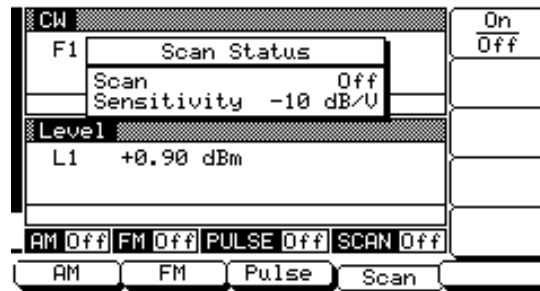 CW
On
Off
F1
Scan Status
Scan Off
Sensitivity -10 dB/V
Level
L1 +0.90 dBm
AM Off FM Off PULSE Off SCAN Off
AM FM Pulse Scan